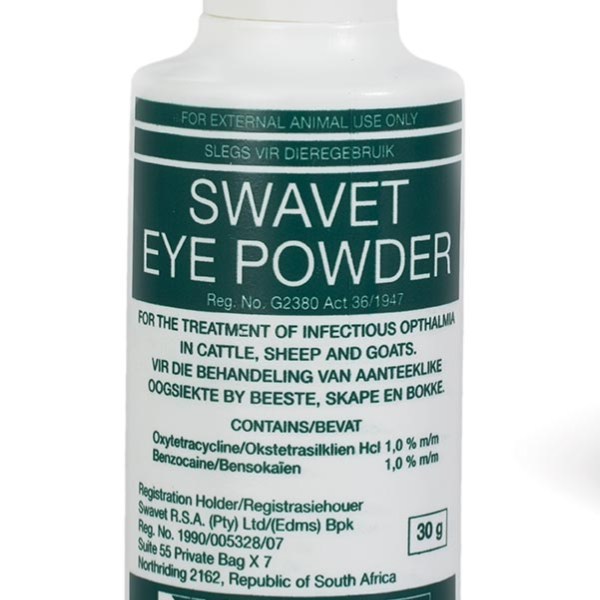 FOR EXTERNAL ANIMAL USE ONLY
SLEGS VIR DIEREGEBRUIK
SWAVET
EYE POWDER
Reg. No. G2380 Act 36/1947
FOR THE TREATMENT OF INFECTIOUS OPTHALMIA
IN CATTLE, SHEEP AND GOATS.
VIR DIE BEHANDELING VAN AANTEEKLIKE
OOGSIEKTE BY BEESTE, SKAPE EN BOKKE.
CONTAINS/BEVAT
Oxytetracycline/Okstetrasilklien Hcl 1,0 % m/m
Benzocaine/Bensokaïen 1,0 % m/m
Registration Holder/Registrasiehouer
Swavet R.S.A. (Pty) Ltd/(Edms) Bpk
Reg. No. 1990/005328/07
Suite 55 Private Bag X 7
Northriding 2162, Republic of South Africa
30 g